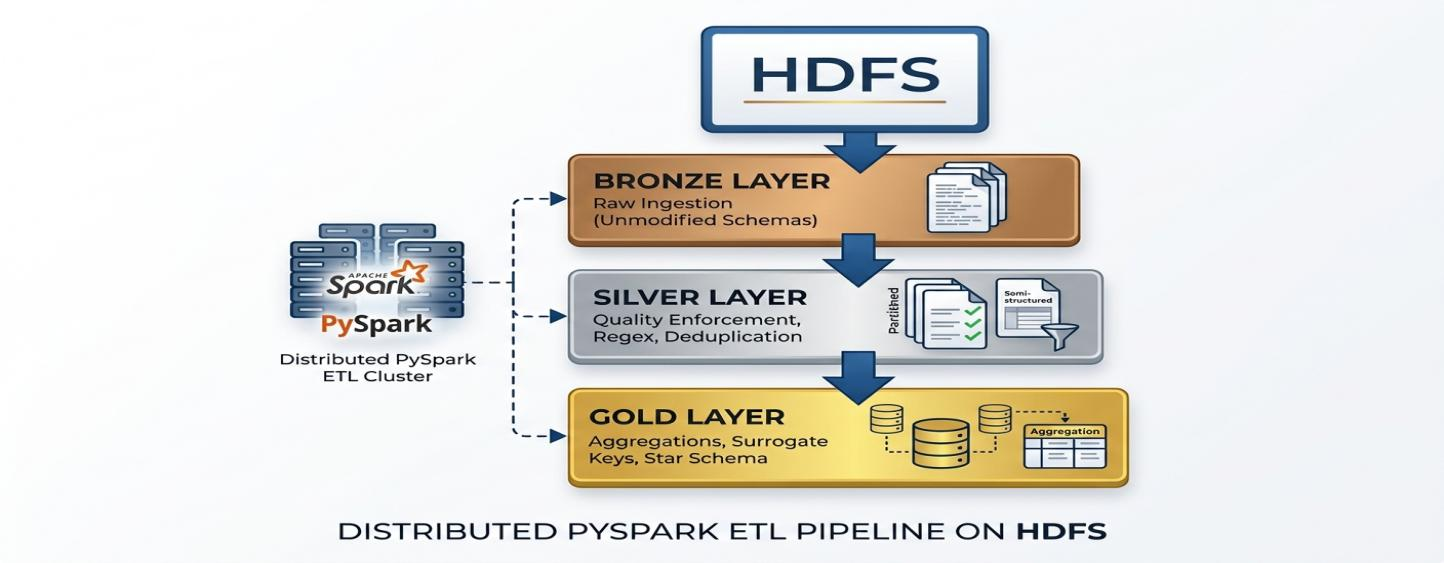 HDFS
BRONZE LAYER
Raw Ingestion
(Unmodified Schemas)
APACHE
Spark
PySpark
Distributed PySpark
ETL Cluster
SILVER LAYER
Quality Enforcement,
Regex, Deduplication
Semi-
structured
GOLD LAYER
Aggregations, Surrogate
Keys, Star Schema
Aggregation
DISTRIBUTED PYSPARK ETL PIPELINE ON HDFS